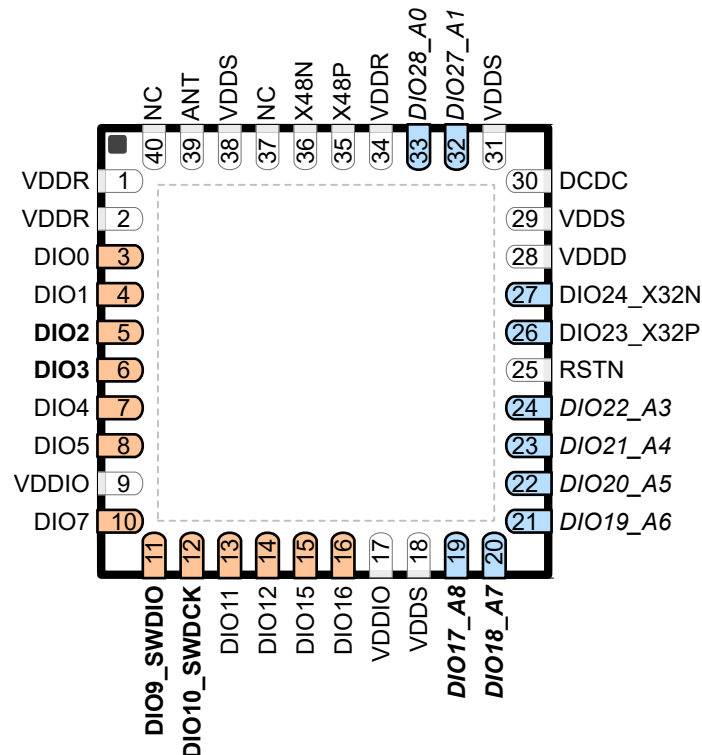 NC
ANT
VDDS
NC
X48N
X48P
VDDR
DIO28_A0
DIO27_A1
VDDS
40
39
38
37
36
35
34
33
32
31
VDDR 1
VDDR 2
DIO0 3
DIO1 4
DIO2 5
DIO3 6
DIO4 7
DIO5 8
VDDIO 9
DIO7 10
30 DCDC
29 VDDS
28 VDDD
27 DIO24_X32N
26 DIO23_X32P
25 RSTN
24 DIO22_A3
23 DIO21_A4
22 DIO20_A5
21 DIO19_A6
11
12
13
14
15
16
17
18
19
20
DIO9_SWDIO
DIO10_SWDCK
DIO11
DIO12
DIO15
DIO16
VDDIO
VDDS
DIO17_A8
DIO18_A7